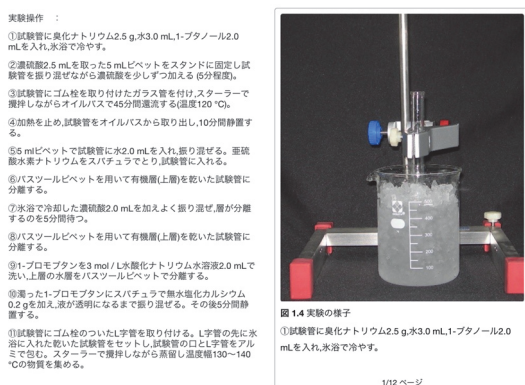 実験操作　：
①試験管に臭化ナトリウム2.5 g,水3.0 mL,1-ブタノール2.0
mLを入れ,氷浴で冷やす。
②濃硫酸2.5 mLを取った5 mLピペットをスタンドに固定し試
験管を振り混ぜながら濃硫酸を少しずつ加える (5分程度)。
③試験管にゴム栓を取り付けたガラス管を付け,スターラーで
攪拌しながらオイルバスで45分間還流する(温度120 °C)。
④加熱を止め,試験管をオイルバスから取り出し,10分間静置す
る。
⑤5 mlピペットで試験管に水2.0 mLを入れ,振り混ぜる。亜硫
酸水素ナトリウムをスパチュラでとり,試験管に入れる。
⑥パスツールピペットを用いて有機層(上層)を乾いた試験管に
分離する。
⑦氷浴で冷却した濃硫酸2.0 mLを加えよく振り混ぜ,層が分離
するのを5分間待つ。
⑧パスツールピペットを用いて有機層(上層)を乾いた試験管に
分離する。
⑨1-ブロモブタンを3 mol / L水酸化ナトリウム水溶液2.0 mLで
洗い,上層の水層をパスツールピペットで分離する。
⑩濁った1-ブロモブタンにスパチュラで無水塩化カルシウム
0.2 gを加え,液が透明になるまで振り混ぜる。その後5分間静
置する。
⑪試験管にゴム栓のついたL字管を取り付ける。L字管の先に氷
浴に入れた乾いた試験管をセットし,試験管の口とL字管をアル
ミで包む。スターラーで攪拌しながら蒸留し温度幅130〜140
°Cの物質を集める。
図 1.4 実験の様子
①試験管に臭化ナトリウム2.5 g,水3.0 mL,1-ブタノール2.0
mLを入れ,氷浴で冷やす。
1/12 ページ